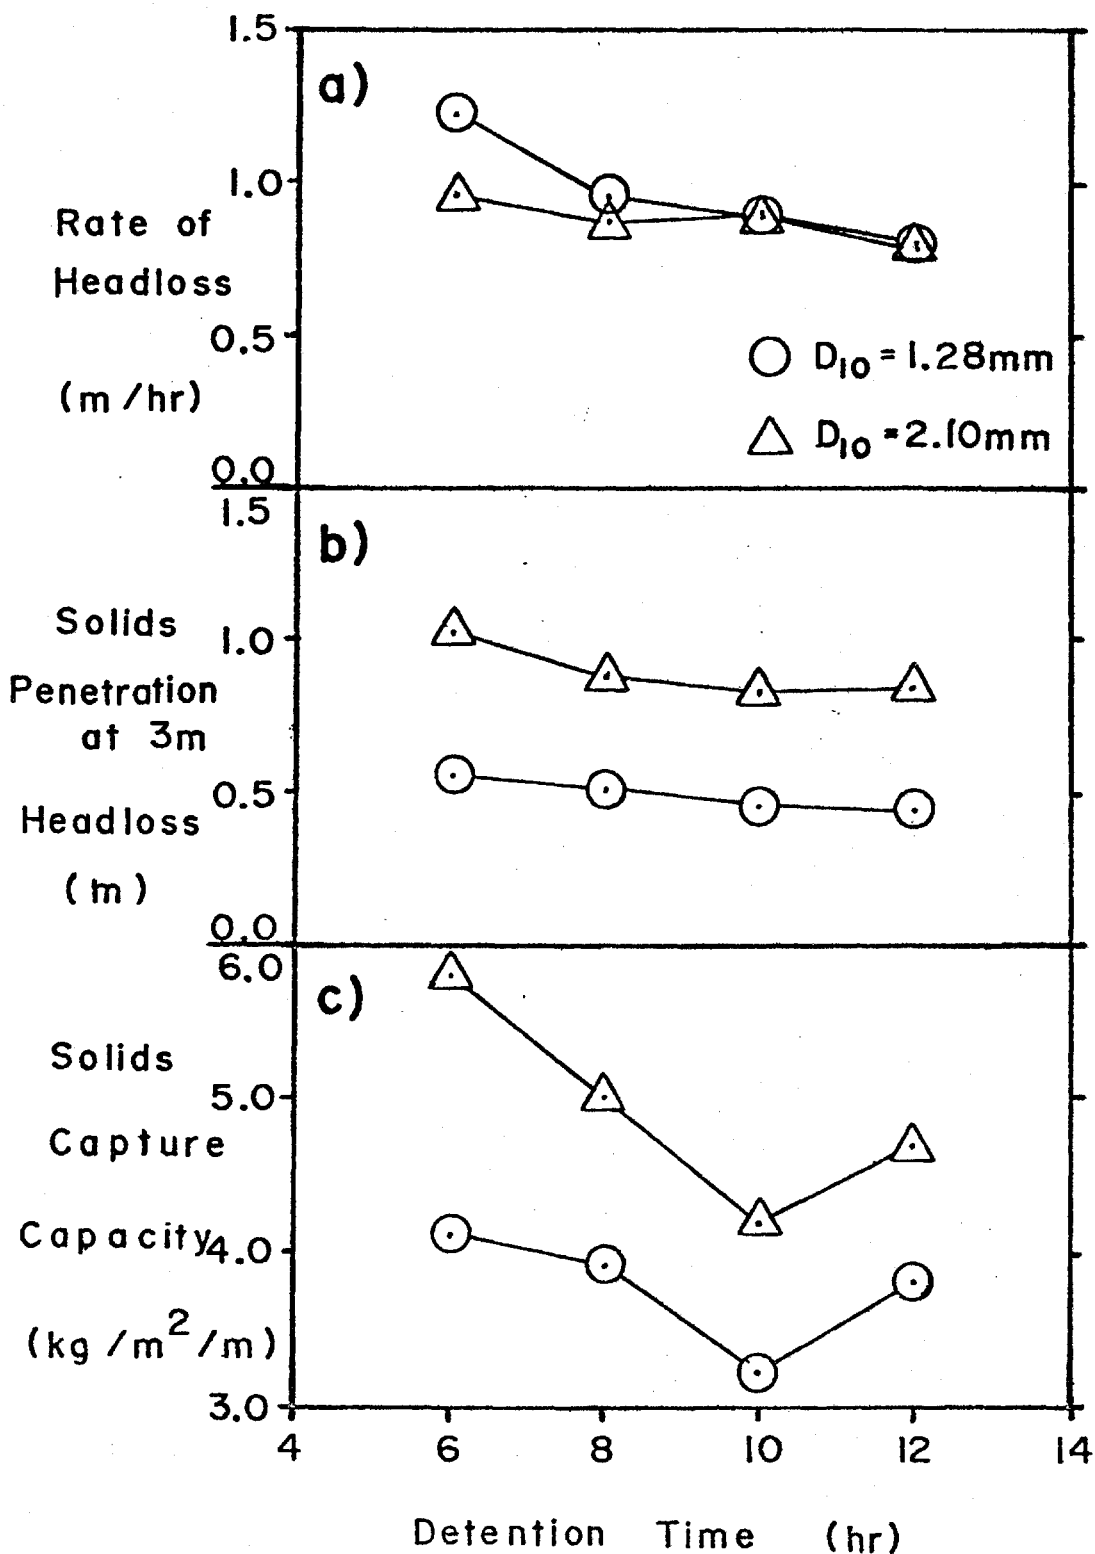 1.5
a)
1.0
Rate of
Headloss
0.5
(m/hr)
D10 = 1.28mm
D10 = 2.10mm
0.0
1.5
b)
Solids
1.0
Penetration
at 3m
0.5
Headloss
(m)
0.0
6.0
c)
Solids
5.0
Capture
Capacity
4.0
(kg/m²/m)
3.0
4 6 8 10 12 14
Detention Time (hr)